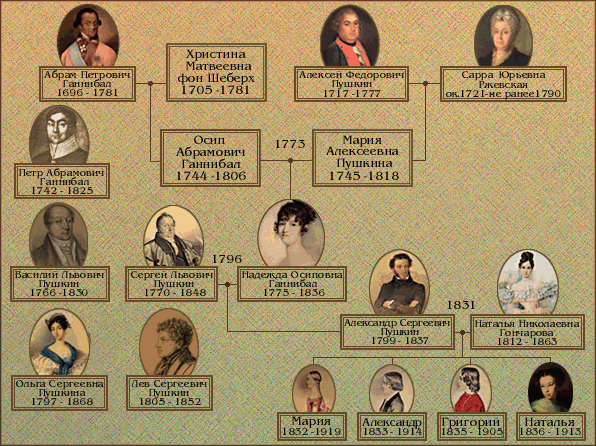 Абрам Петрович
Ганнибал
1696 - 1781
Христина
Матвеевна
фон Шеберх
1705 -1781
Алексей Федорович
Пушкин
1717 -1777
Сарра Юрьевна
Ржевская
ок.1721-не ранее1790
Петр Абрамович
Ганнибал
1742 - 1825
Осип
Абрамович
Ганнибал
1744 -1806
1773
Мария
Алексеевна
Пушкина
1745 -1818
Василий Львович
Пушкин
1766 -1830
Сергей Львович
Пушкин
1770 - 1848
1796
Надежда Осиповна
Ганнибал
1775 - 1836
Александр Сергеевич
Пушкин
1799 - 1837
1831
Наталья Николаевна
Гончарова
1812 - 1863
Ольга Сергеевна
Пушкина
1797 - 1868
Лев Сергеевич
Пушкин
1805 - 1852
Мария
1832 -1919
Александр
1833 - 1914
Григорий
1835 - 1905
Наталья
1836 - 1913